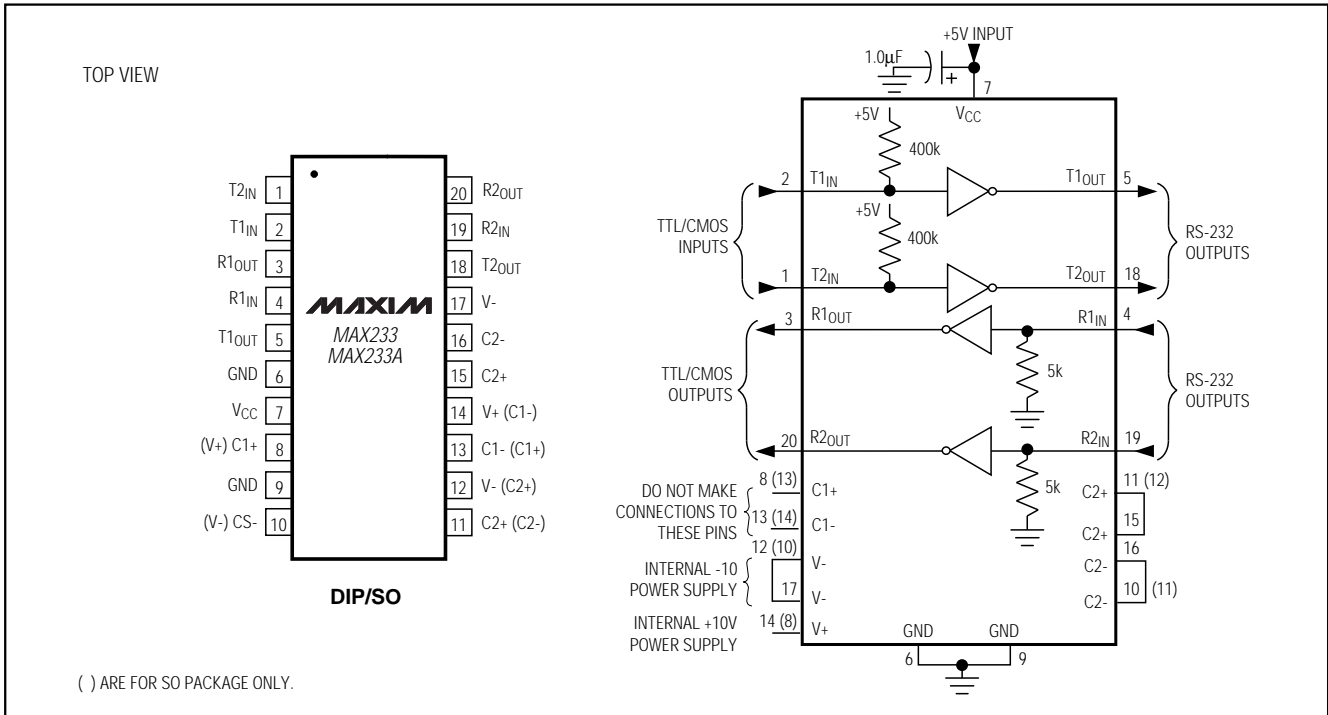 TOP VIEW
T2IN 1
T1IN 2
R1OUT 3
R1IN 4
T1OUT 5
GND 6
VCC 7
(V+) C1+ 8
GND 9
(V-) CS- 10
20 R2OUT
19 R2IN
18 T2OUT
17 V-
16 C2-
15 C2+
14 V+ (C1-)
13 C1- (C1+)
12 V- (C2+)
11 C2+ (C2-)
MAXIM
MAX233
MAX233A
DIP/SO
( ) ARE FOR SO PACKAGE ONLY.
+5V INPUT
1.0µF
+
7
VCC
+5V
400k
2 T1IN
T1OUT 5
+5V
400k
TTL/CMOS
INPUTS
RS-232
OUTPUTS
1 T2IN
T2OUT 18
3 R1OUT
R1IN 4
5k
TTL/CMOS
OUTPUTS
RS-232
OUTPUTS
20 R2OUT
R2IN 19
5k
DO NOT MAKE
CONNECTIONS TO
THESE PINS
8 (13) C1+
13 (14) C1-
INTERNAL -10
POWER SUPPLY
12 (10) V-
17 V-
INTERNAL +10V
POWER SUPPLY
14 (8) V+
C2+ 11 (12)
C2+ 15
C2- 16
C2- 10 (11)
GND GND
6 9